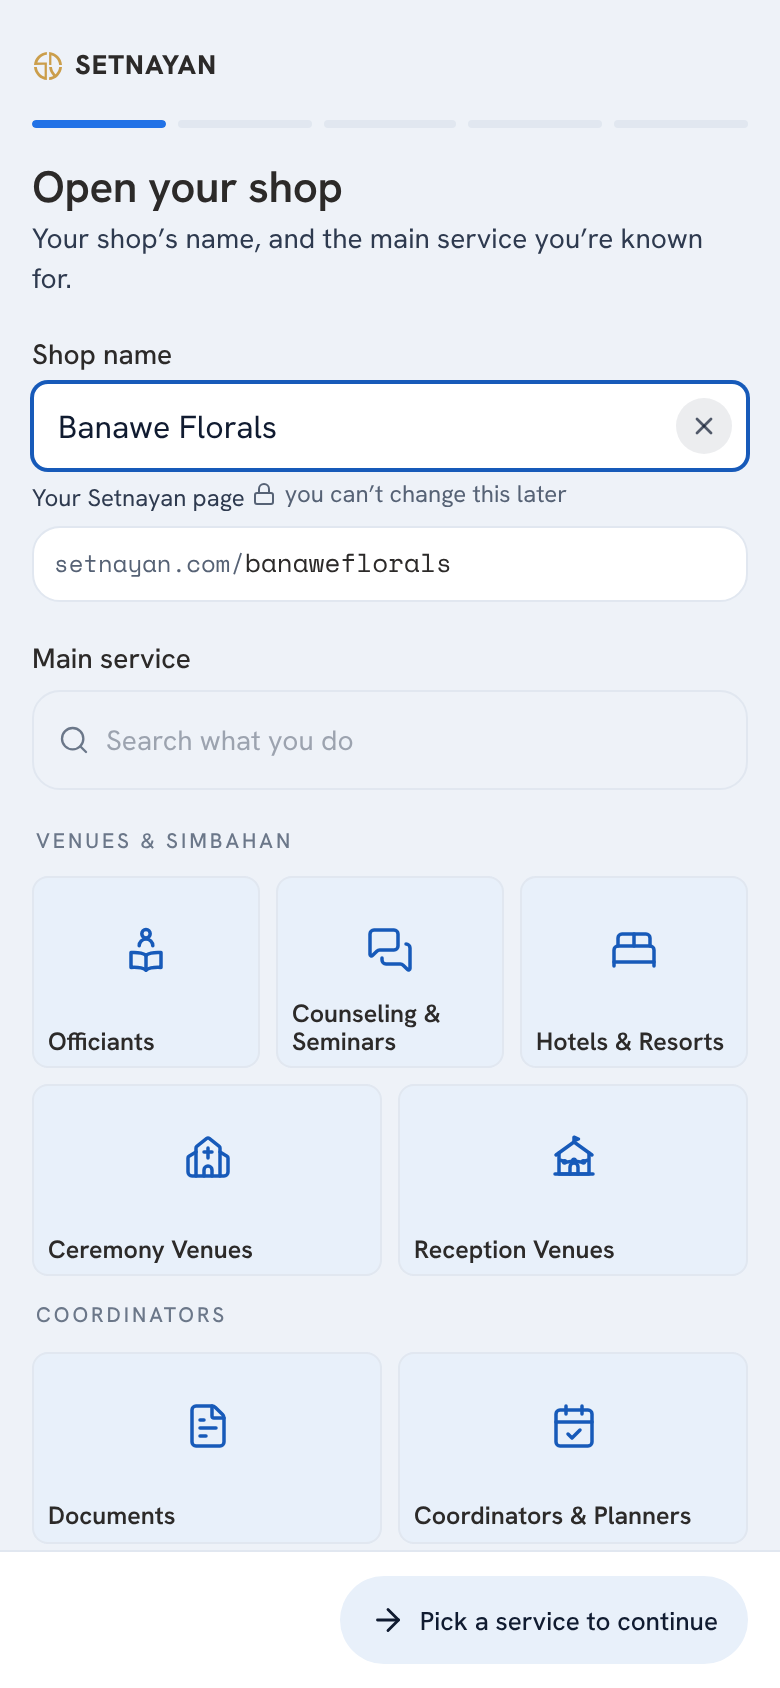 SETNAYAN
Open your shop
Your shop’s name, and the main service you’re known
for.
Shop name
Banawe Florals
Your Setnayan page you can’t change this later
setnayan.com/banaweflorals
Main service
Search what you do
VENUES & SIMBAHAN
Officiants
Counseling &
Seminars
Hotels & Resorts
Ceremony Venues
Reception Venues
COORDINATORS
Documents
Coordinators & Planners
Pick a service to continue